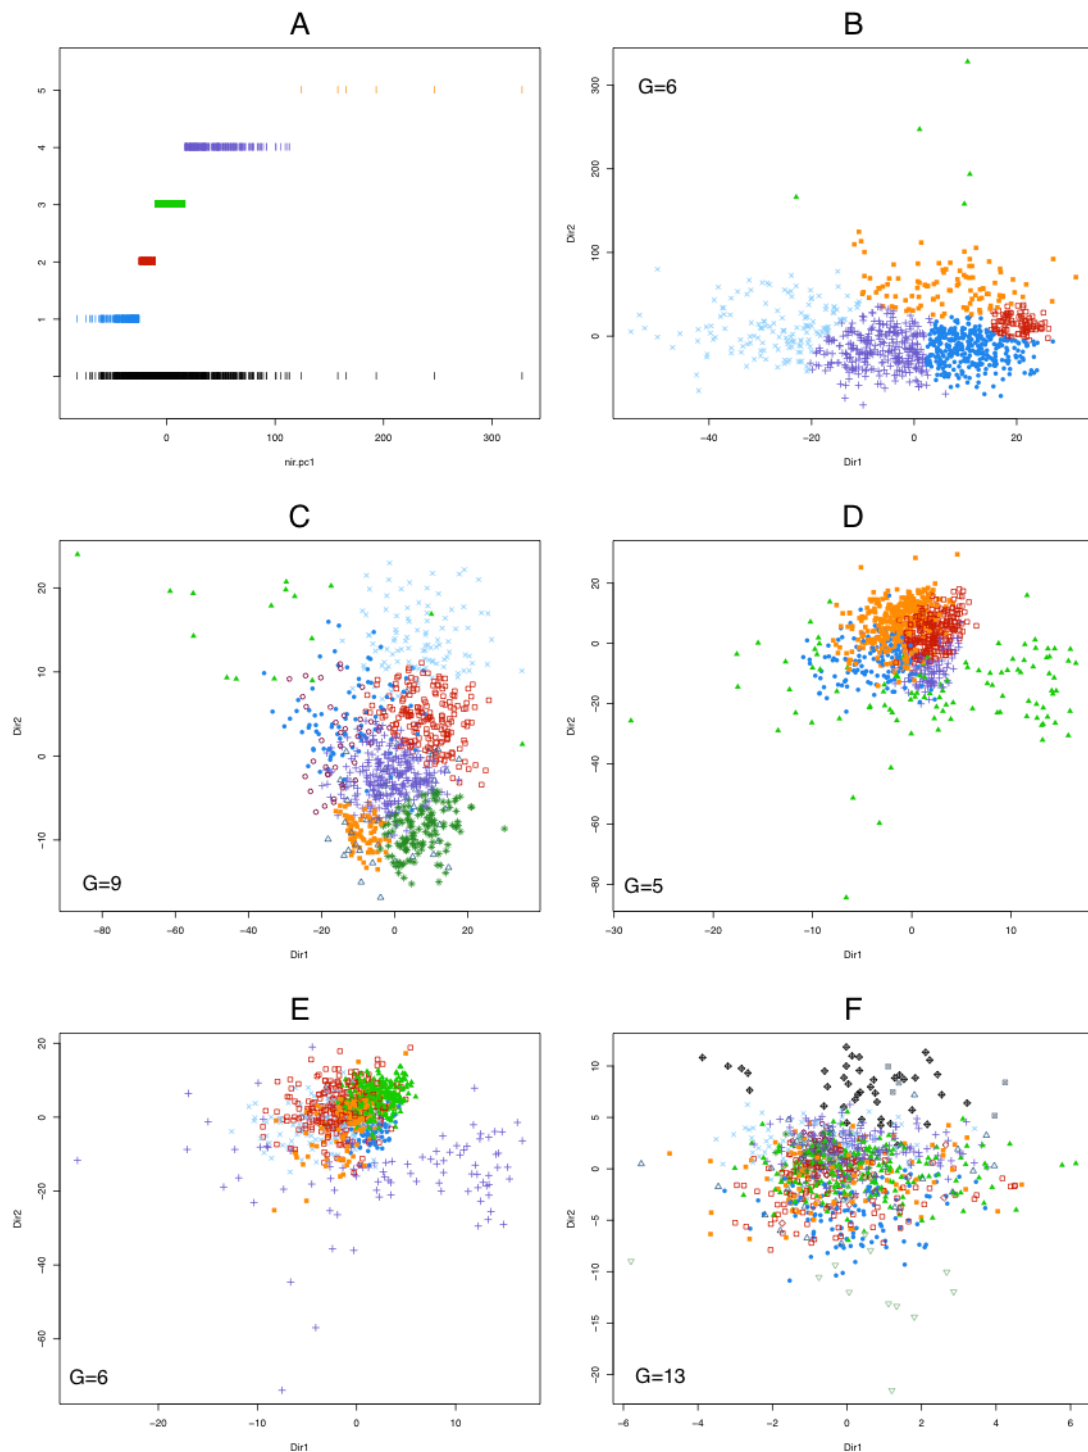 A
5
4
3
2
1
0 100 200 300
nir.pc1
B
G=6
300
200
100
0
Dir2
−40 −20 0 20
Dir1
C
20
10
0
−10
Dir2
G=9
−80 −60 −40 −20 0 20
Dir1
D
20
0
−20
−40
−60
−80
Dir2
G=5
−30 −20 −10 0 10
Dir1
E
20
0
−20
−40
−60
Dir2
G=6
−20 −10 0 10
Dir1
F
10
5
0
−5
−10
−15
−20
Dir2
G=13
−6 −4 −2 0 2 4 6
Dir1